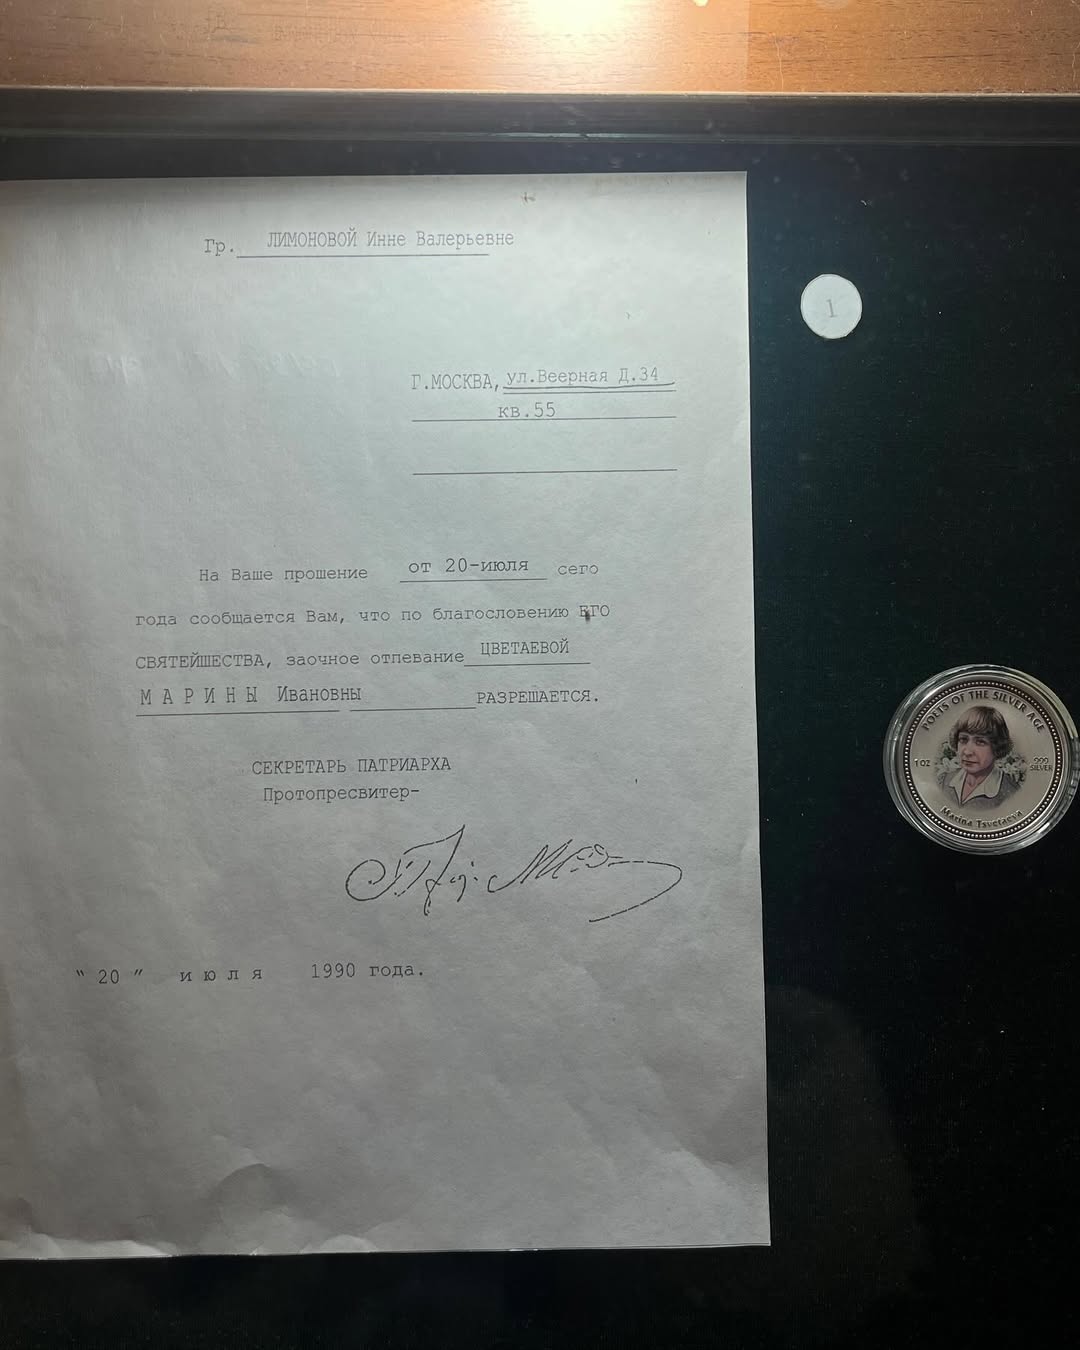 Гр. ЛИМОНОВОЙ Инне Валерьевне
Г.МОСКВА, ул.Веерная Д.34
кв.55
На Ваше прошение от 20-июля сего
года сообщается Вам, что по благословению ЕГО
СВЯТЕЙШЕСТВА, заочное отпевание ЦВЕТАЕВОЙ
МАРИНЫ Ивановны РАЗРЕШАЕТСЯ.
СЕКРЕТАРЬ ПАТРИАРХА
Протопресвитер-
"20" июля 1990 года.
1
POETS OF THE SILVER AGE
1 OZ
999
SILVER
Marina Tsvetaeva